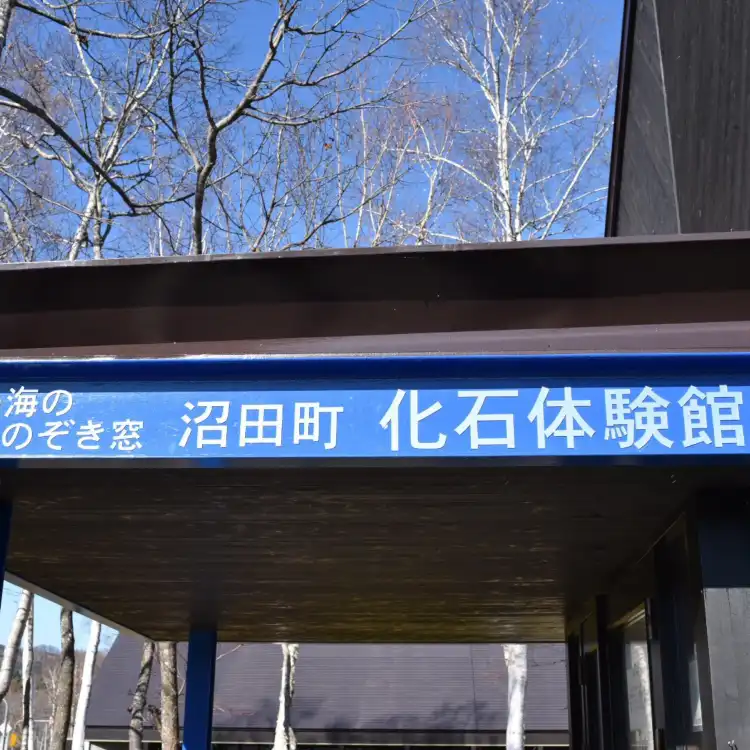 海の
のぞき窓
沼田町 化石体験館